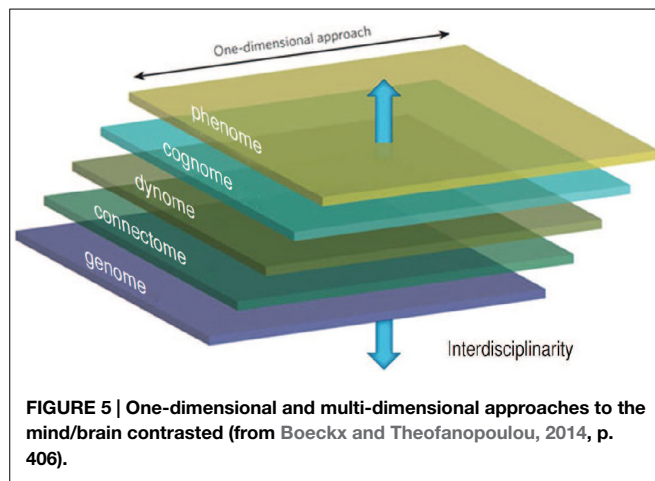 One-dimensional approach
phenome
cognome
dynome
connectome
genome
Interdisciplinarity
FIGURE 5 | One-dimensional and multi-dimensional approaches to the
mind/brain contrasted (from Boeckx and Theofanopoulou, 2014, p.
406).